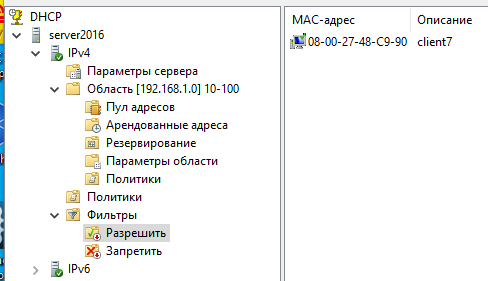 DHCP
server2016
IPv4
Параметры сервера
Область [192.168.1.0] 10-100
Пул адресов
Арендованные адреса
Резервирование
Параметры области
Политики
Политики
Фильтры
Разрешить
Запретить
IPv6
MAC-адрес Описание
08-00-27-48-C9-90 client7